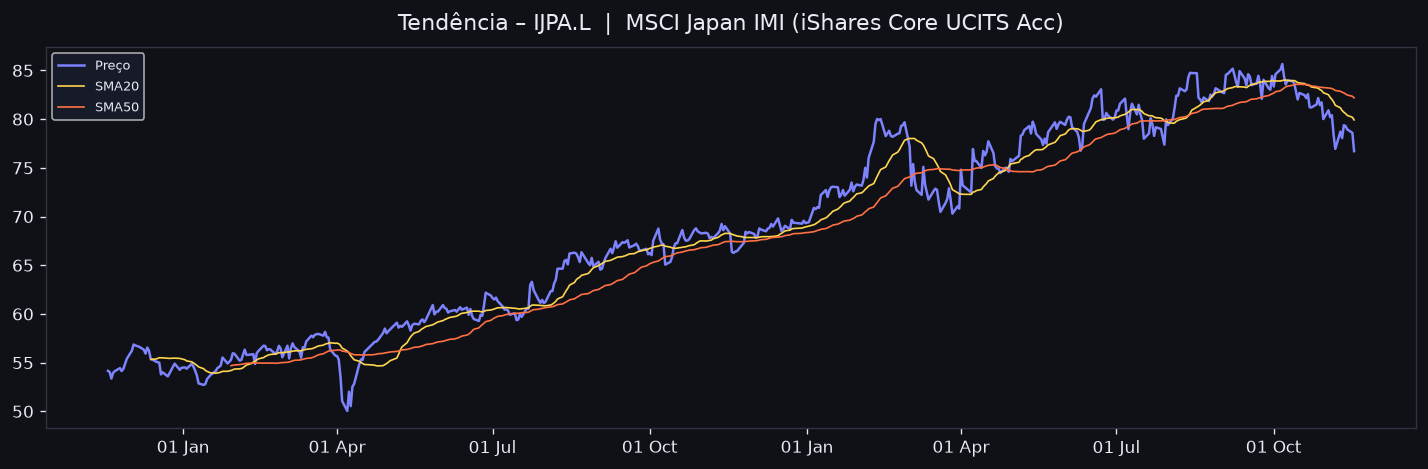 Tendência – IJPA.L | MSCI Japan IMI (iShares Core UCITS Acc)
Preço
SMA20
SMA50
85
80
75
70
65
60
55
50
01 Jan 01 Apr 01 Jul 01 Oct 01 Jan 01 Apr 01 Jul 01 Oct